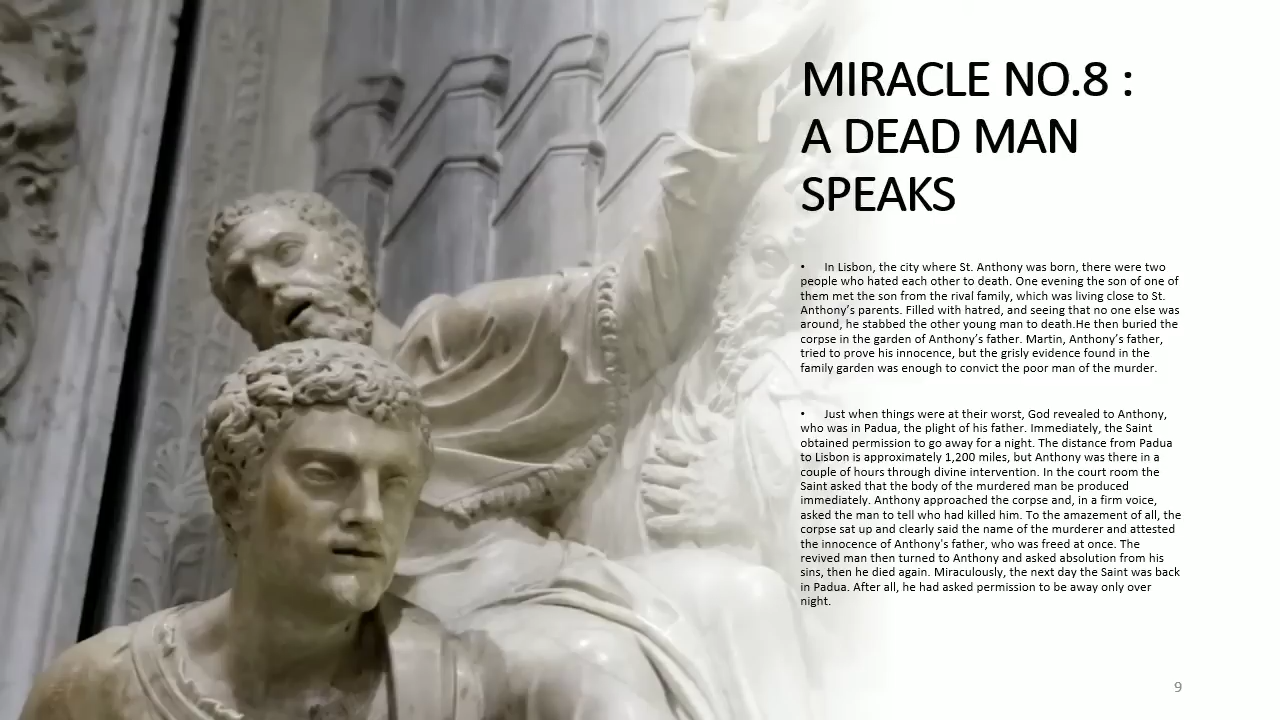 MIRACLE NO.8 :
A DEAD MAN
SPEAKS
• In Lisbon, the city where St. Anthony was born, there were two
people who hated each other to death. One evening the son of one of
them met the son from the rival family, which was living close to St.
Anthony’s parents. Filled with hatred, and seeing that no one else was
around, he stabbed the other young man to death.He then buried the
corpse in the garden of Anthony’s father. Martin, Anthony’s father,
tried to prove his innocence, but the grisly evidence found in the
family garden was enough to convict the poor man of the murder.
• Just when things were at their worst, God revealed to Anthony,
who was in Padua, the plight of his father. Immediately, the Saint
obtained permission to go away for a night. The distance from Padua
to Lisbon is approximately 1,200 miles, but Anthony was there in a
couple of hours through divine intervention. In the court room the
Saint asked that the body of the murdered man be produced
immediately. Anthony approached the corpse and, in a firm voice,
asked the man to tell who had killed him. To the amazement of all, the
corpse sat up and clearly said the name of the murderer and attested
the innocence of Anthony's father, who was freed at once. The
revived man then turned to Anthony and asked absolution from his
sins, then he died again. Miraculously, the next day the Saint was back
in Padua. After all, he had asked permission to be away only over
night.
9